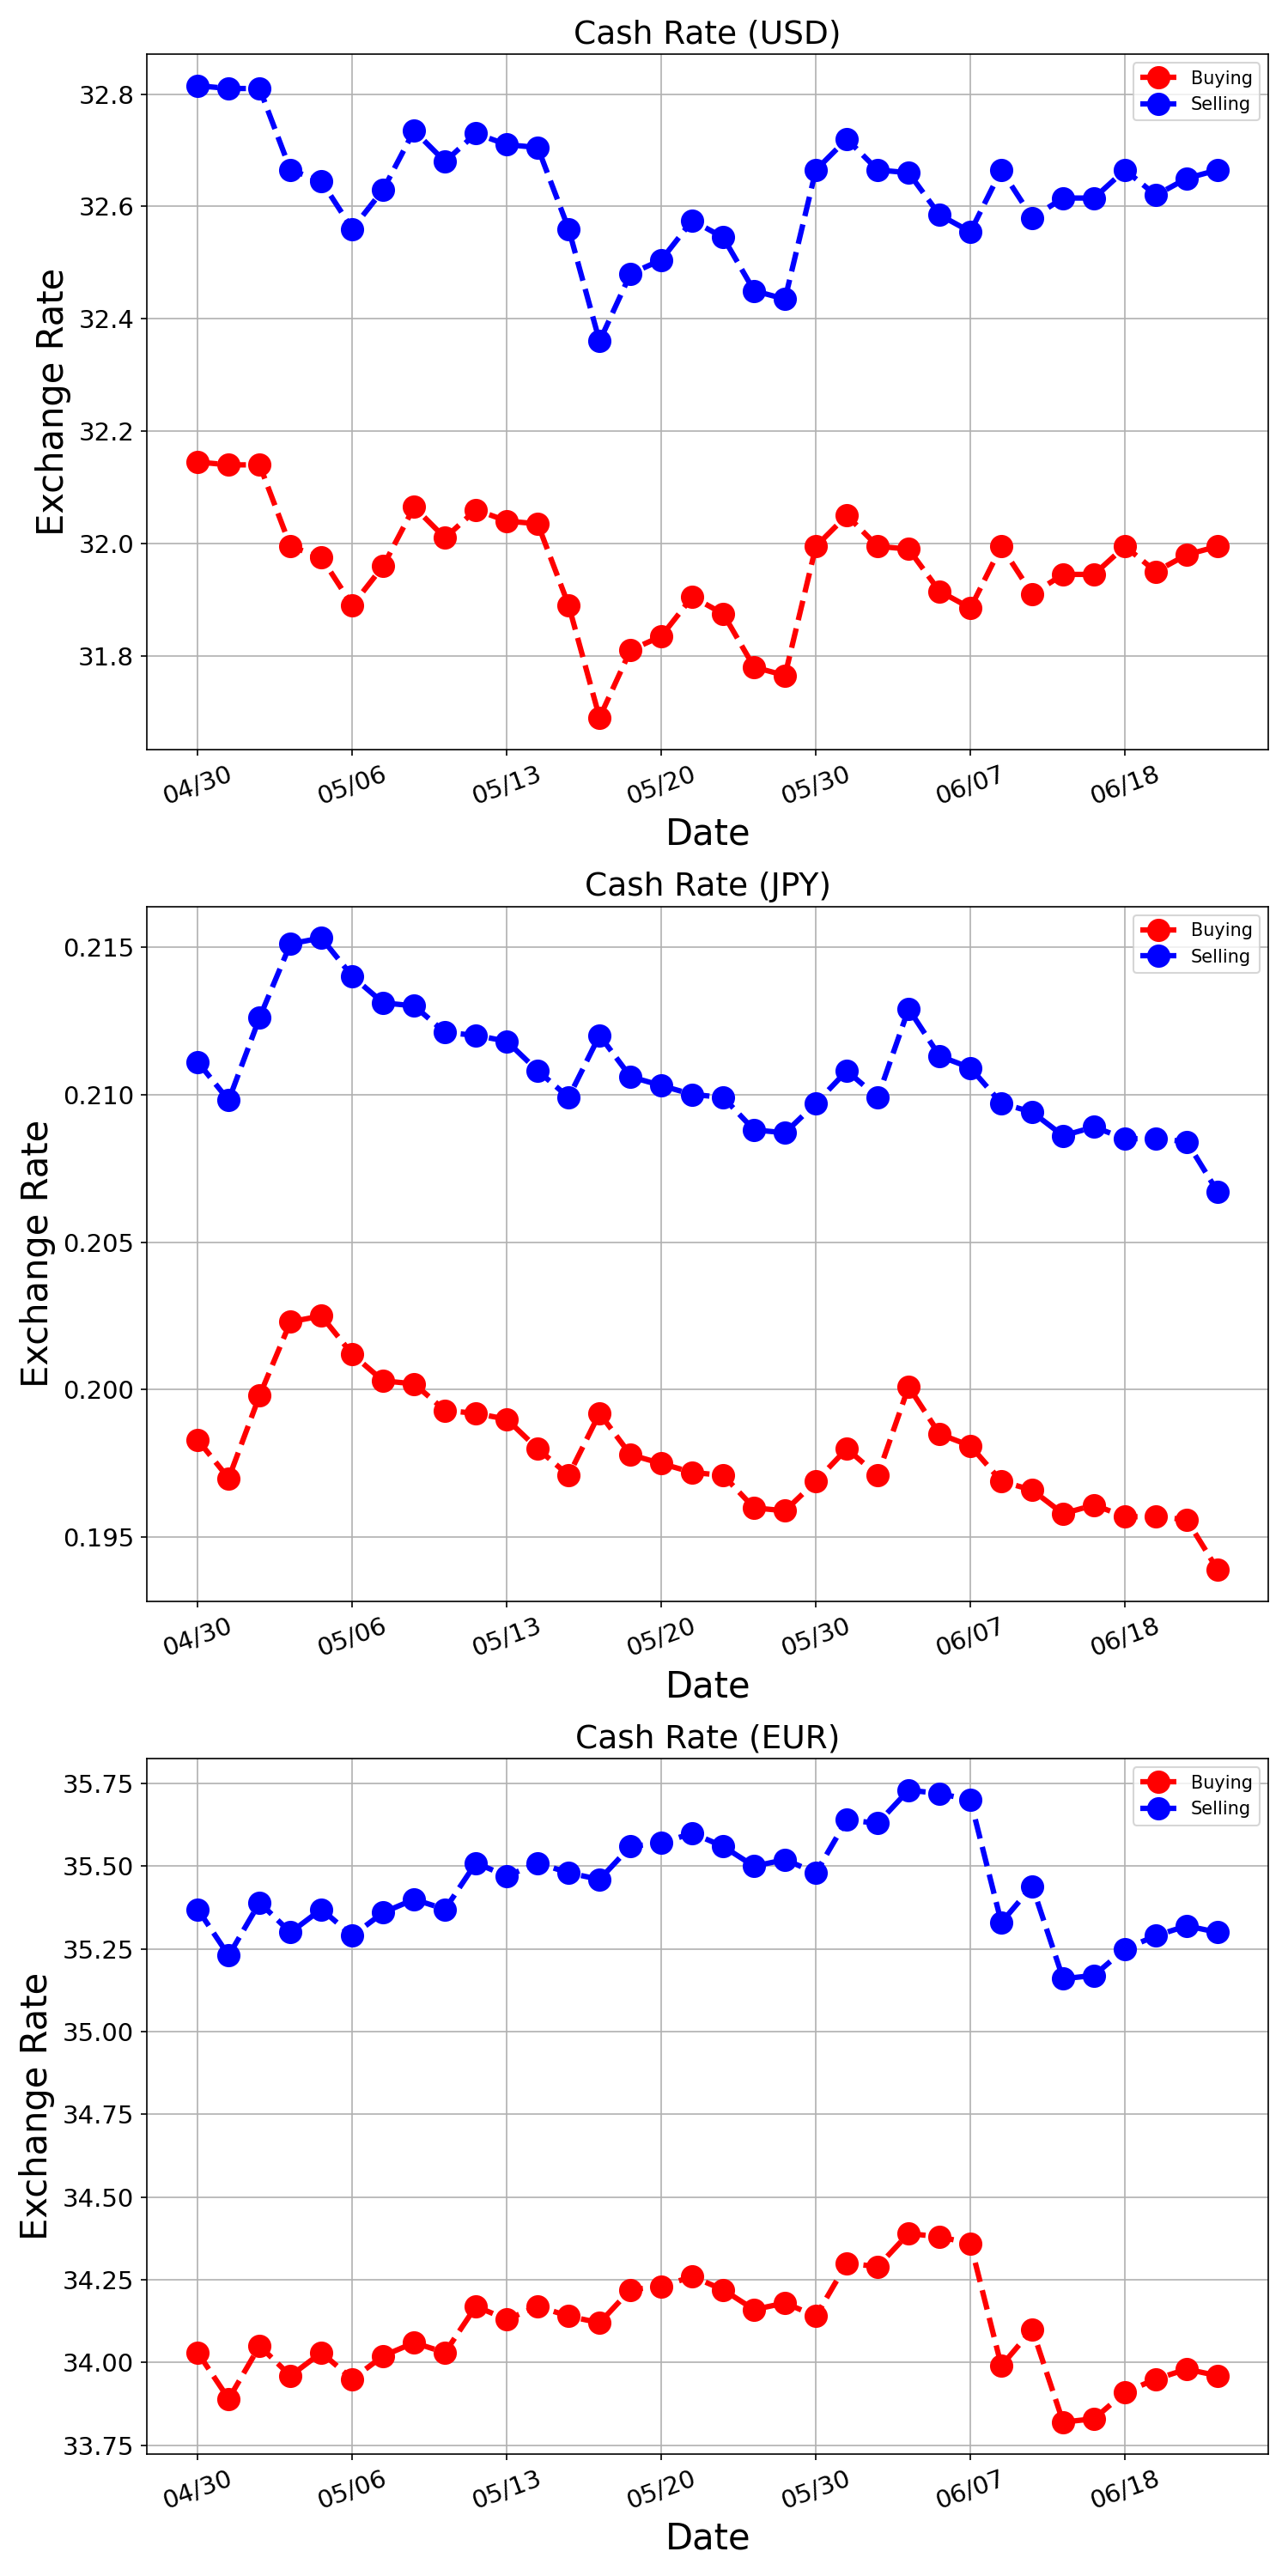 Cash Rate (USD)
Buying
Selling
32.8
32.6
32.4
32.2
32.0
31.8
Exchange Rate
04/30 05/06 05/13 05/20 05/30 06/07 06/18
Date
Cash Rate (JPY)
Buying
Selling
0.215
0.210
0.205
0.200
0.195
Exchange Rate
04/30 05/06 05/13 05/20 05/30 06/07 06/18
Date
Cash Rate (EUR)
Buying
Selling
35.75
35.50
35.25
35.00
34.75
34.50
34.25
34.00
33.75
Exchange Rate
04/30 05/06 05/13 05/20 05/30 06/07 06/18
Date